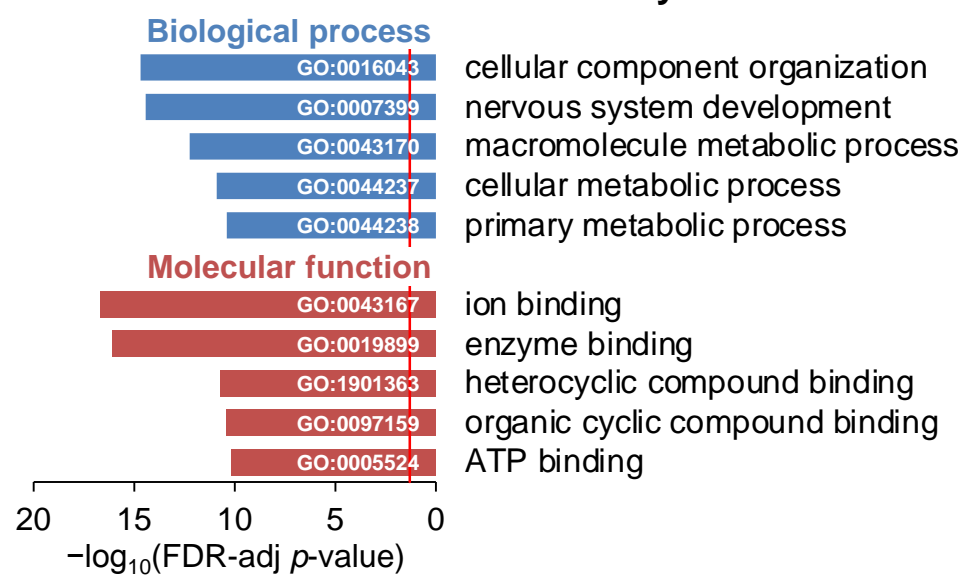 Biological process
GO:0016043 cellular component organization
GO:0007399 nervous system development
GO:0043170 macromolecule metabolic process
GO:0044237 cellular metabolic process
GO:0044238 primary metabolic process
Molecular function
GO:0043167 ion binding
GO:0019899 enzyme binding
GO:1901363 heterocyclic compound binding
GO:0097159 organic cyclic compound binding
GO:0005524 ATP binding
20 15 10 5 0
−log₁₀(FDR-adj p-value)